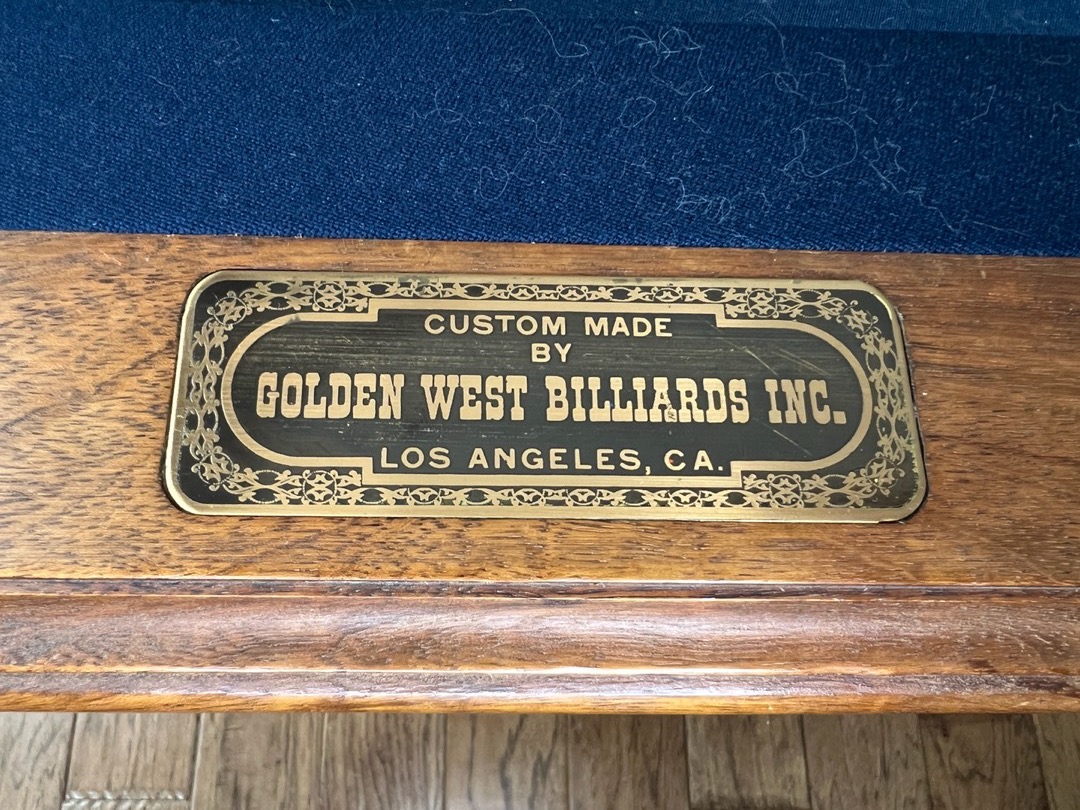 CUSTOM MADE
BY
GOLDEN WEST BILLIARDS INC.
LOS ANGELES, CA.